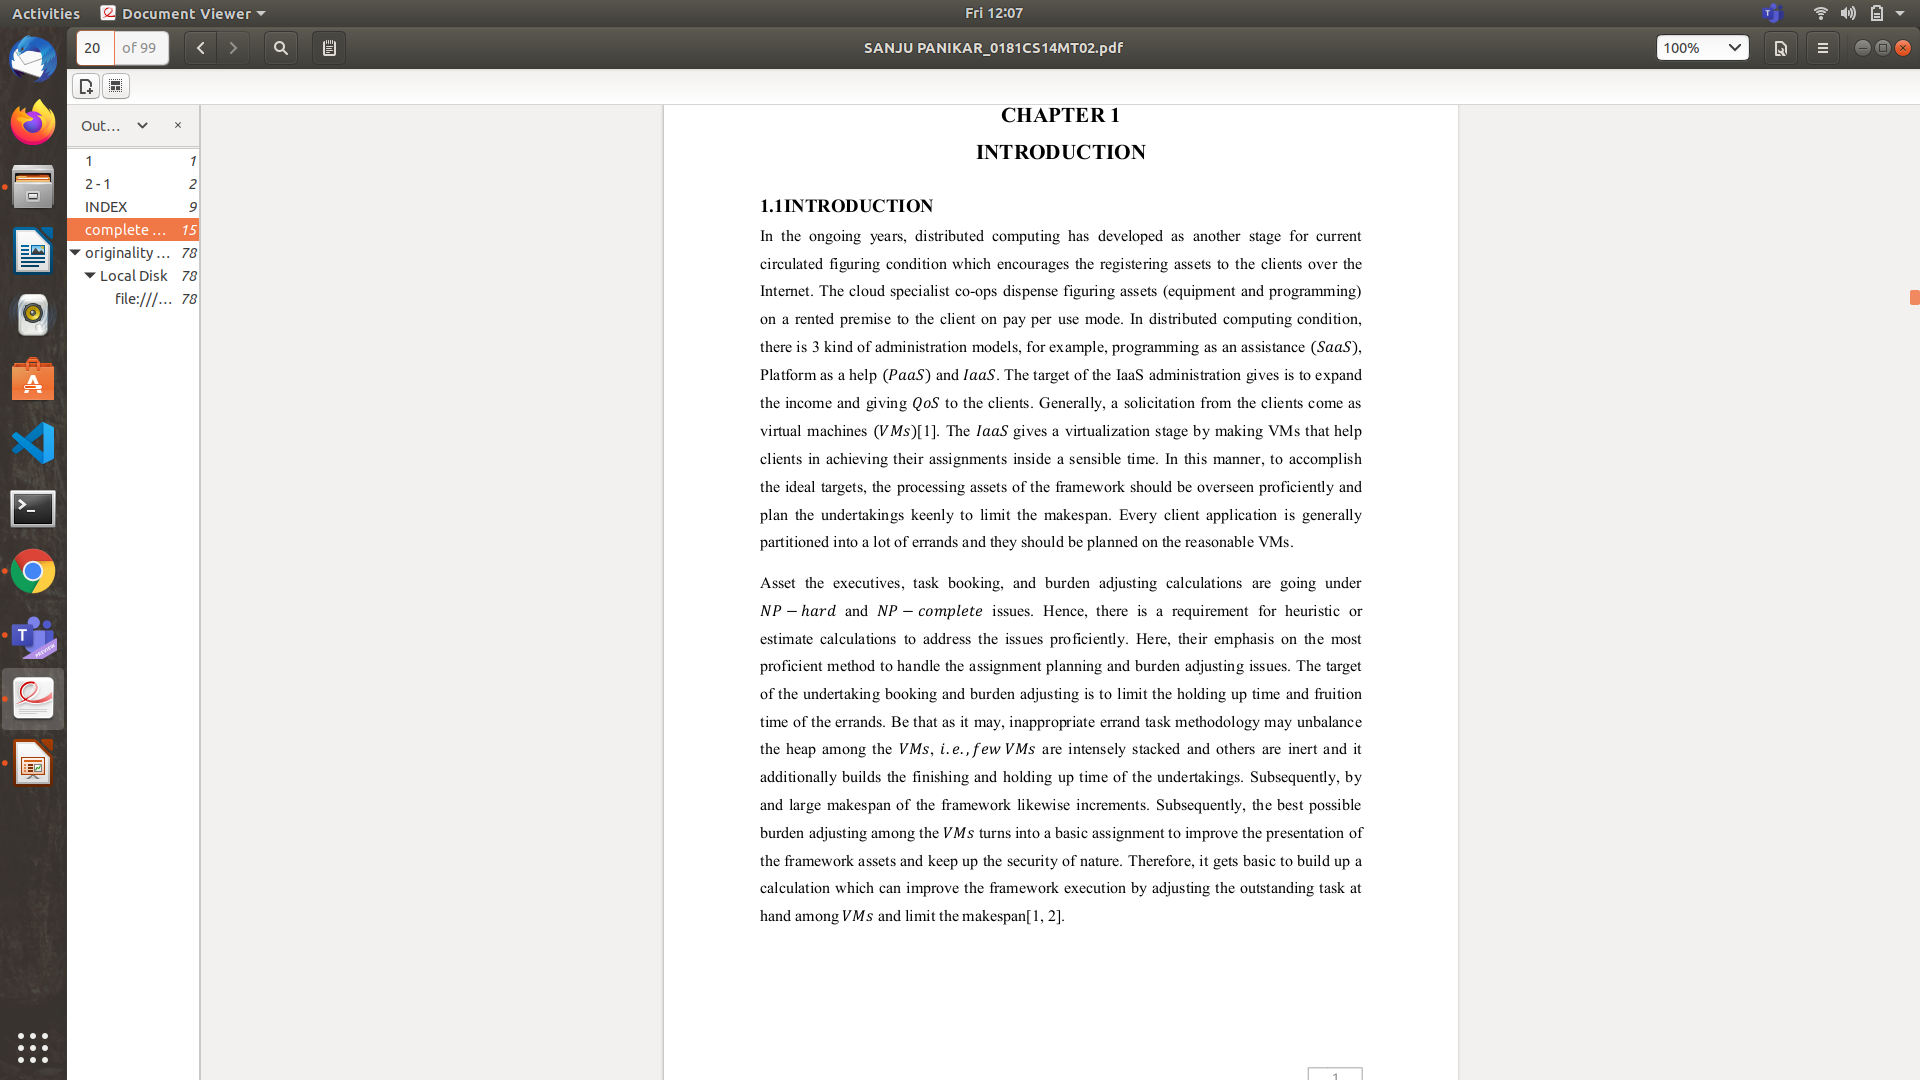 Activities
Document Viewer
Fri 12:07
20
of 99
SANJU PANIKAR_0181CS14MT02.pdf
100%
Out...
1 1
2 - 1 2
INDEX 9
complete ... 15
originality ... 78
Local Disk 78
file:///... 78
CHAPTER 1
INTRODUCTION
1.1INTRODUCTION
In the ongoing years, distributed computing has developed as another stage for current
circulated figuring condition which encourages the registering assets to the clients over the
Internet. The cloud specialist co-ops dispense figuring assets (equipment and programming)
on a rented premise to the client on pay per use mode. In distributed computing condition,
there is 3 kind of administration models, for example, programming as an assistance (SaaS),
Platform as a help (PaaS) and IaaS. The target of the IaaS administration gives is to expand
the income and giving QoS to the clients. Generally, a solicitation from the clients come as
virtual machines (VMs)[1]. The IaaS gives a virtualization stage by making VMs that help
clients in achieving their assignments inside a sensible time. In this manner, to accomplish
the ideal targets, the processing assets of the framework should be overseen proficiently and
plan the undertakings keenly to limit the makespan. Every client application is generally
partitioned into a lot of errands and they should be planned on the reasonable VMs.
Asset the executives, task booking, and burden adjusting calculations are going under
NP − hard and NP − complete issues. Hence, there is a requirement for heuristic or
estimate calculations to address the issues proficiently. Here, their emphasis on the most
proficient method to handle the assignment planning and burden adjusting issues. The target
of the undertaking booking and burden adjusting is to limit the holding up time and fruition
time of the errands. Be that as it may, inappropriate errand task methodology may unbalance
the heap among the VMs, i.e., few VMs are intensely stacked and others are inert and it
additionally builds the finishing and holding up time of the undertakings. Subsequently, by
and large makespan of the framework likewise increments. Subsequently, the best possible
burden adjusting among the VMs turns into a basic assignment to improve the presentation of
the framework assets and keep up the security of nature. Therefore, it gets basic to build up a
calculation which can improve the framework execution by adjusting the outstanding task at
hand among VMs and limit the makespan[1, 2].
1